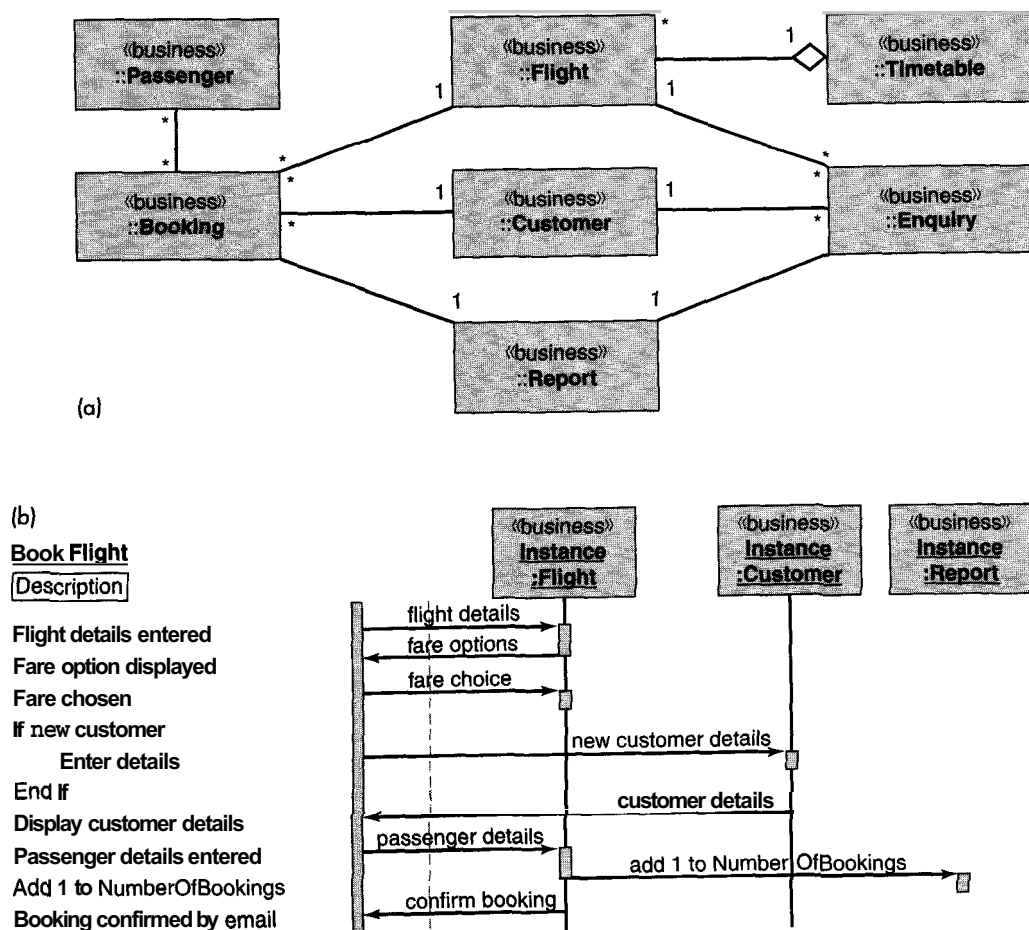 «business»
::Passenger
«business»
::Flight
«business»
::Timetable
*
1
1
1
*
*
*
*
*
*
«business»
::Booking
1
«business»
::Customer
1
«business»
::Enquiry
*
*
1
1
«business»
::Report
(a)
(b)
Book Flight
Description
«business»
Instance
:Flight
«business»
Instance
:Customer
«business»
Instance
:Report
Flight details entered
flight details
Fare option displayed
fare options
Fare chosen
fare choice
If new customer
new customer details
Enter details
End If
customer details
Display customer details
Passenger details entered
passenger details
add 1 to Number OfBookings
Add 1 to NumberOfBookings
confirm booking
Booking confirmed by email